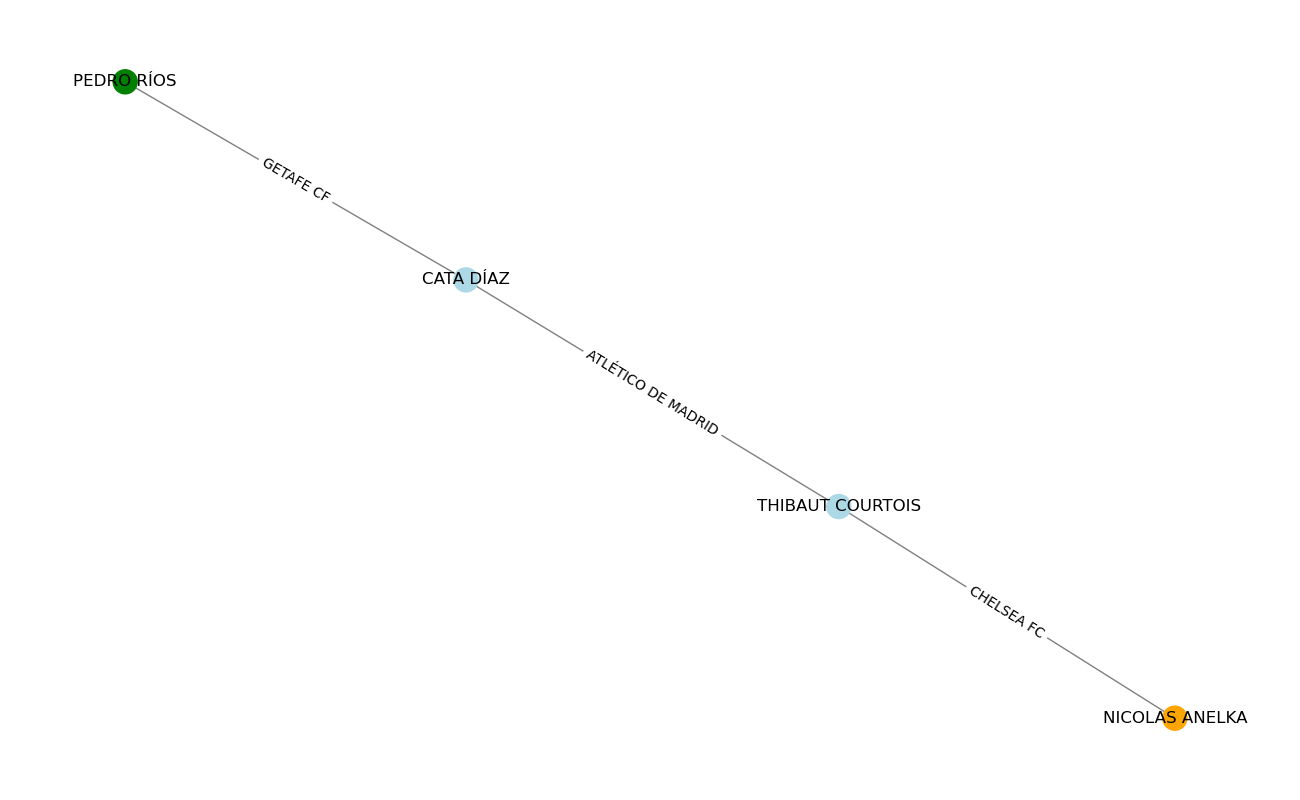 PEDRO RÍOS
GETAFE CF
CATA DÍAZ
ATLÉTICO DE MADRID
THIBAUT COURTOIS
CHELSEA FC
NICOLAS ANELKA